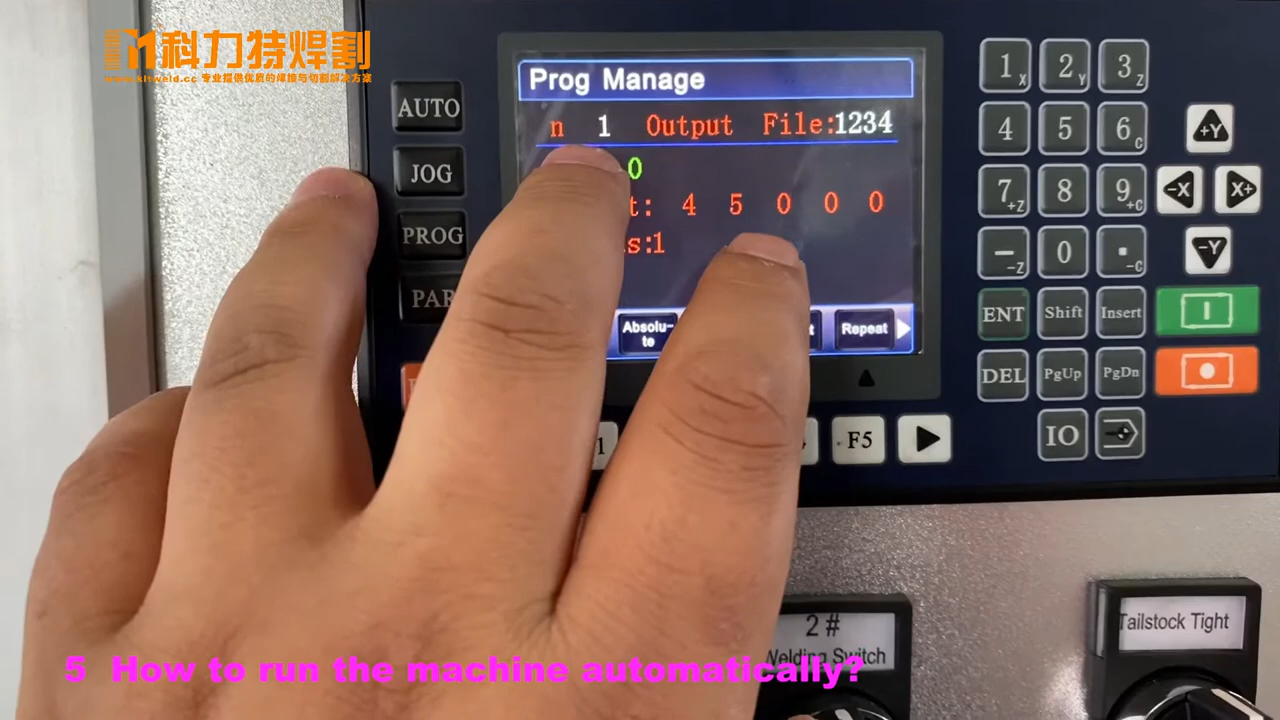 科力特焊割
www.kltweld.cc 专业提供优质的焊接与切割解决方案
Prog Manage
n 1 Output File:1234
0
t: 4 5 0 0 0
s:1
Absolu-
te
t
Repeat
AUTO
JOG
PROG
PAR
1
F5
1 X
2 Y
3 Z
4
5
6 C
7 +Z
8
9 +C
- -Z
0
. -C
ENT
Shift
Insert
DEL
PgUp
PgDn
IO
+Y
-X
X+
-Y
2#
Welding Switch
Tailstock Tight
5 How to run the machine automatically?